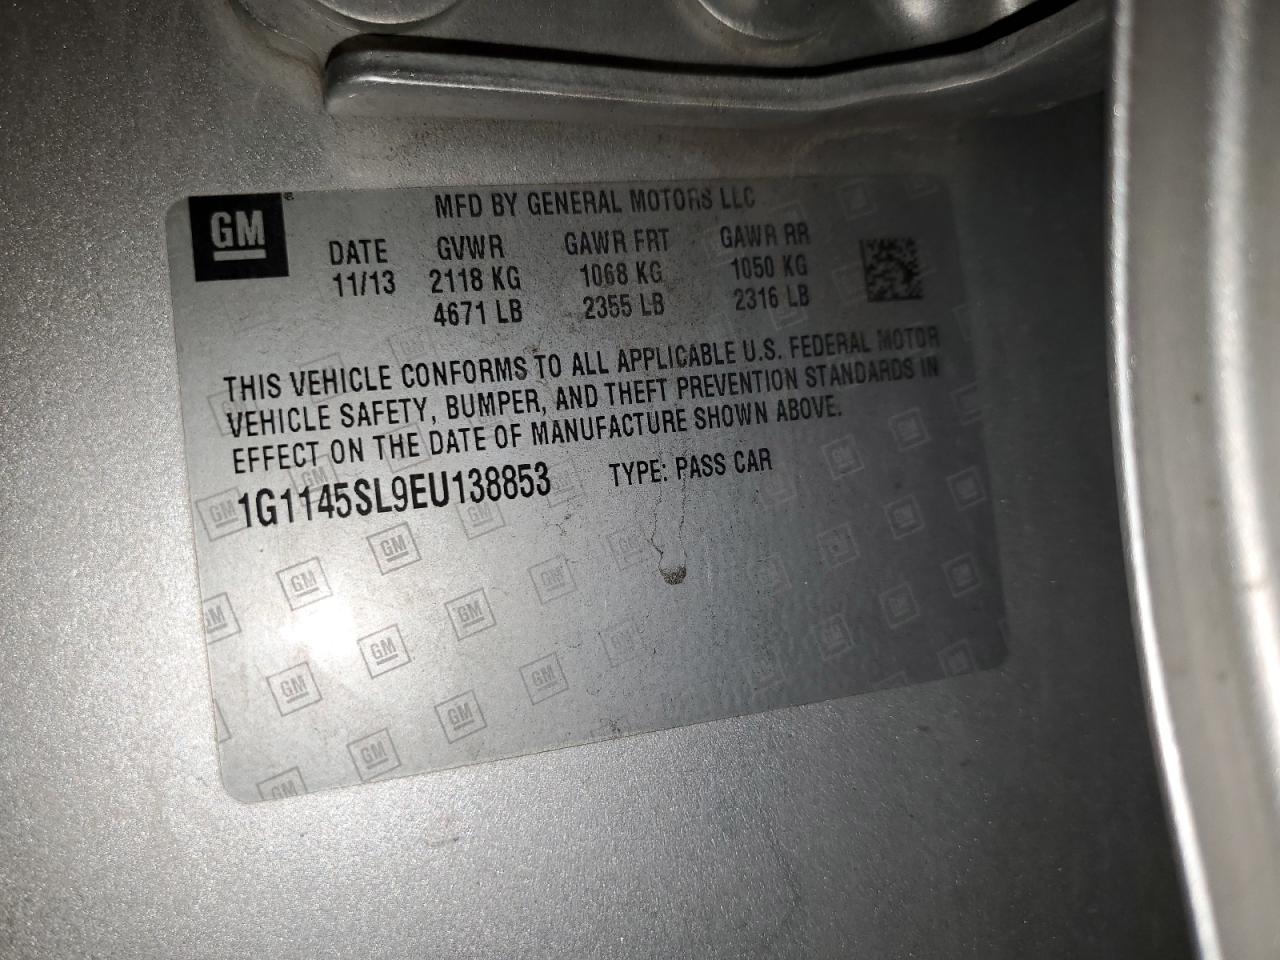 GM
MFD BY GENERAL MOTORS LLC
DATE GVWR GAWR FRT GAWR RR
11/13 2118 KG 1068 KG 1050 KG
4671 LB 2355 LB 2316 LB
THIS VEHICLE CONFORMS TO ALL APPLICABLE U.S. FEDERAL MOTOR
VEHICLE SAFETY, BUMPER, AND THEFT PREVENTION STANDARDS IN
EFFECT ON THE DATE OF MANUFACTURE SHOWN ABOVE.
1G1145SL9EU138853 TYPE: PASS CAR